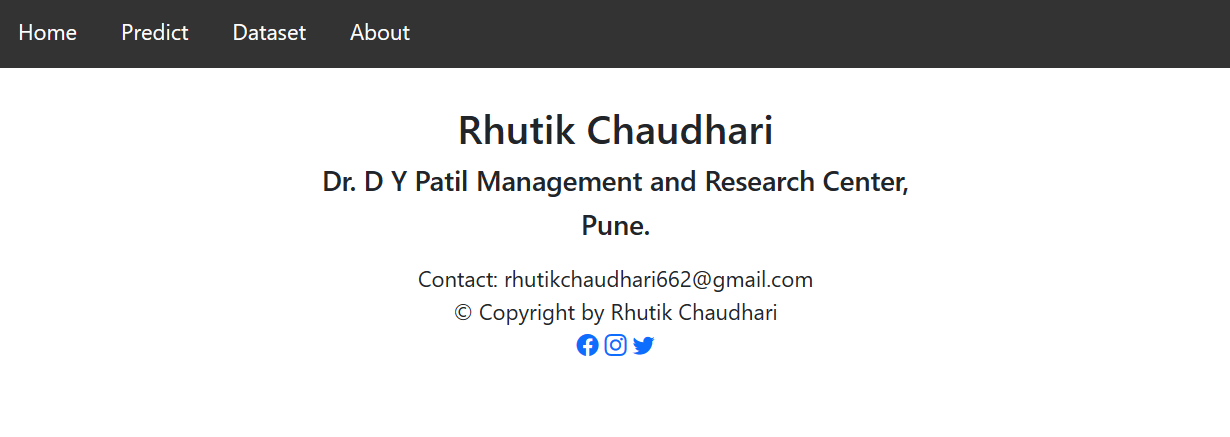 Home Predict Dataset About
Rhutik Chaudhari
Dr. D Y Patil Management and Research Center,
Pune.
Contact: rhutikchaudhari662@gmail.com
© Copyright by Rhutik Chaudhari